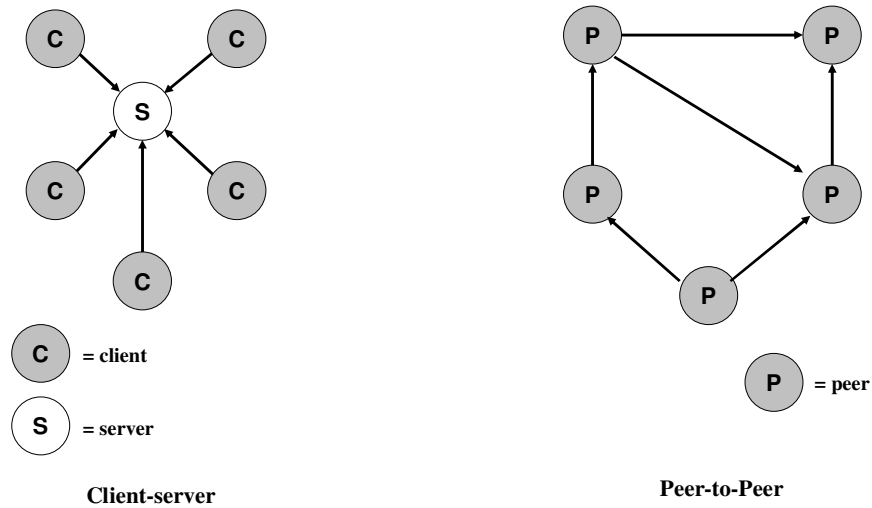 C
C
S
C
C
C
C = client
S = server
Client-server
P
P
P
P
P
P = peer
Peer-to-Peer